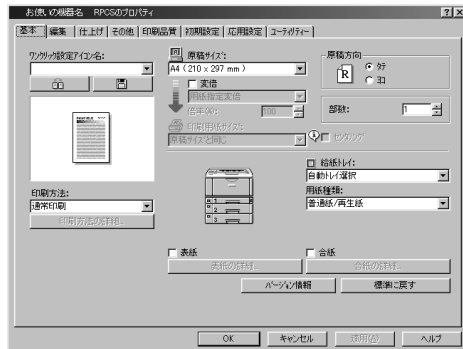 お使いの機器名 RPCSのプロパティ
基本 編集 仕上げ その他 印刷品質 初期設定 応用設定 ユーティリティー
ワンクリック設定アイコン名:
原稿サイズ:
A4 (210 x 297 mm)
変倍
用紙指定変倍
倍率(%): 100
印刷用紙サイズ:
原稿サイズと同じ
原稿方向
タテ
ヨコ
部数: 1
センタリング
印刷方法:
通常印刷
印刷方法の詳細...
給紙トレイ:
自動トレイ選択
用紙種類:
普通紙/再生紙
表紙
表紙の詳細...
合紙
合紙の詳細...
バージョン情報
標準に戻す
OK キャンセル 適用(A) ヘルプ